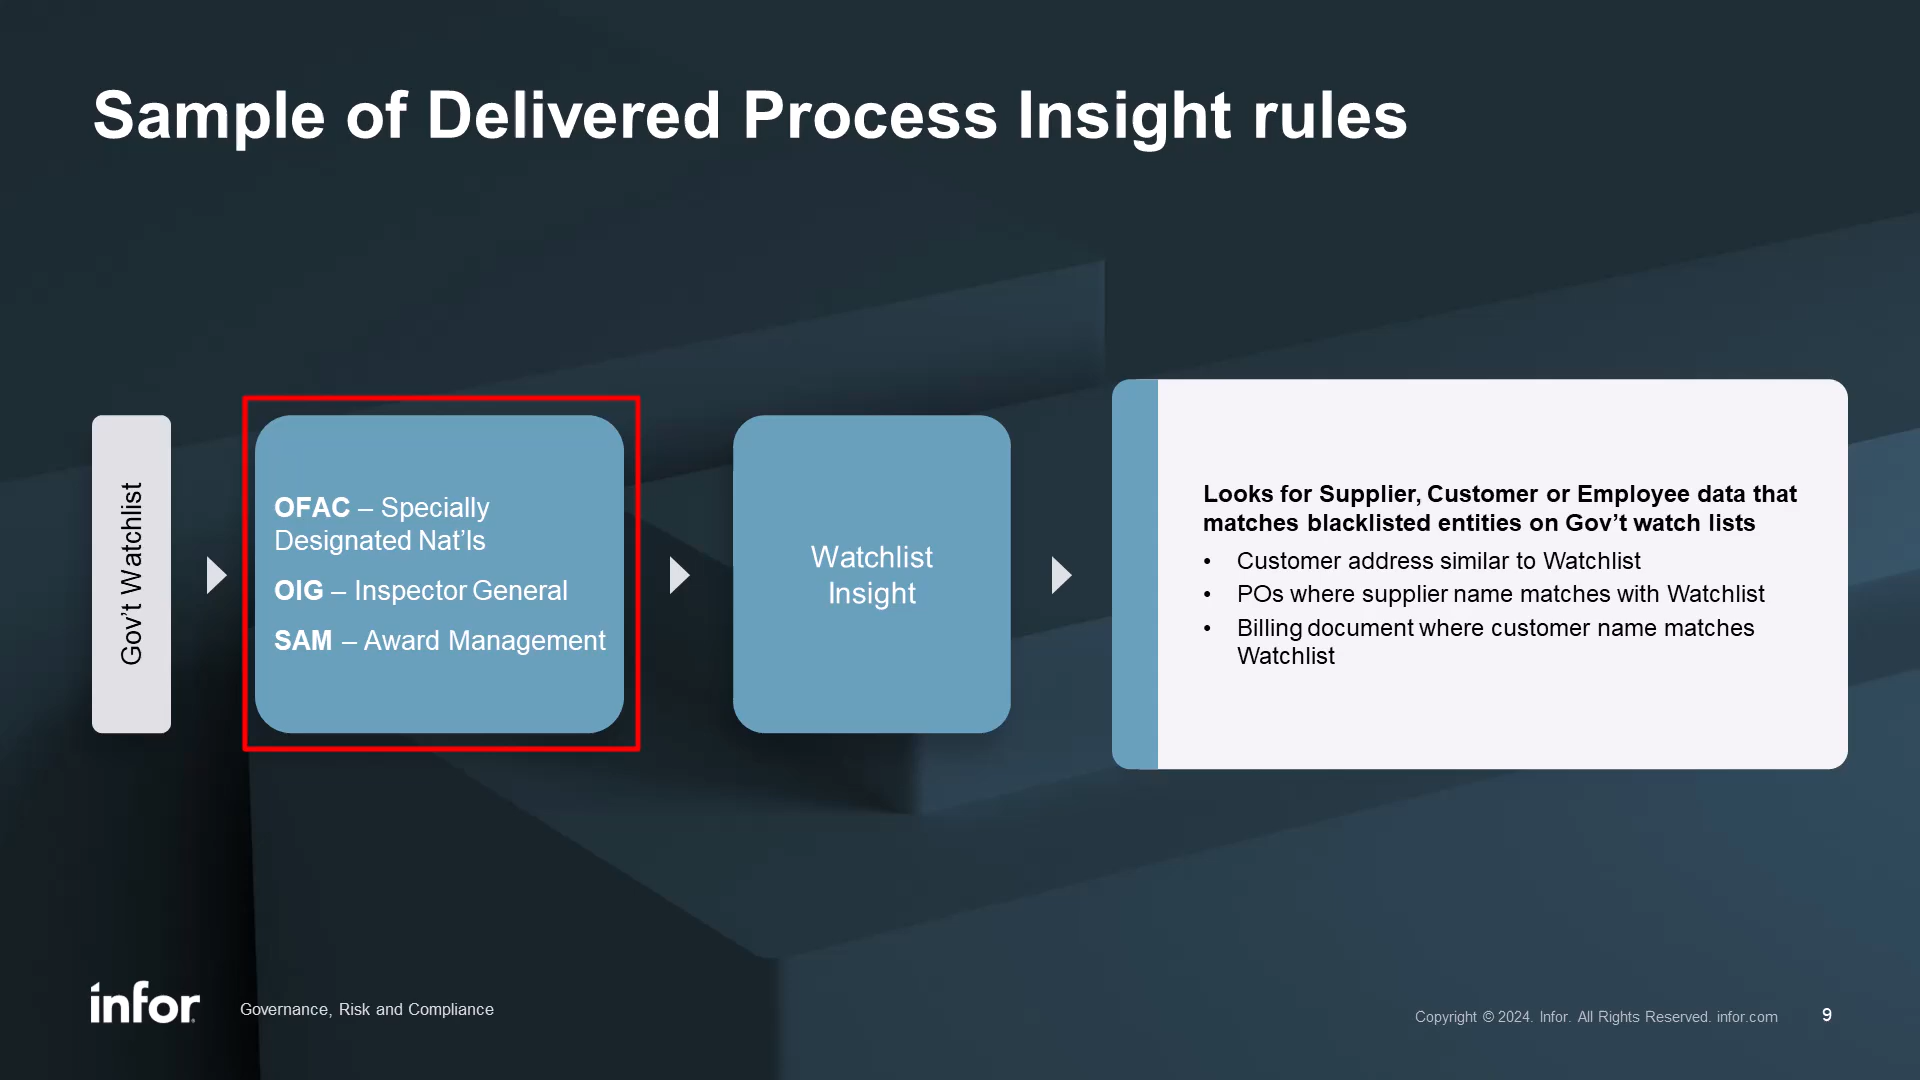 Sample of Delivered Process Insight rules
Gov't Watchlist
OFAC – Specially
Designated Nat'ls
OIG – Inspector General
SAM – Award Management
Watchlist
Insight
Looks for Supplier, Customer or Employee data that
matches blacklisted entities on Gov't watch lists
• Customer address similar to Watchlist
• POs where supplier name matches with Watchlist
• Billing document where customer name matches
Watchlist
infor
Governance, Risk and Compliance
Copyright © 2024. Infor. All Rights Reserved. infor.com
9